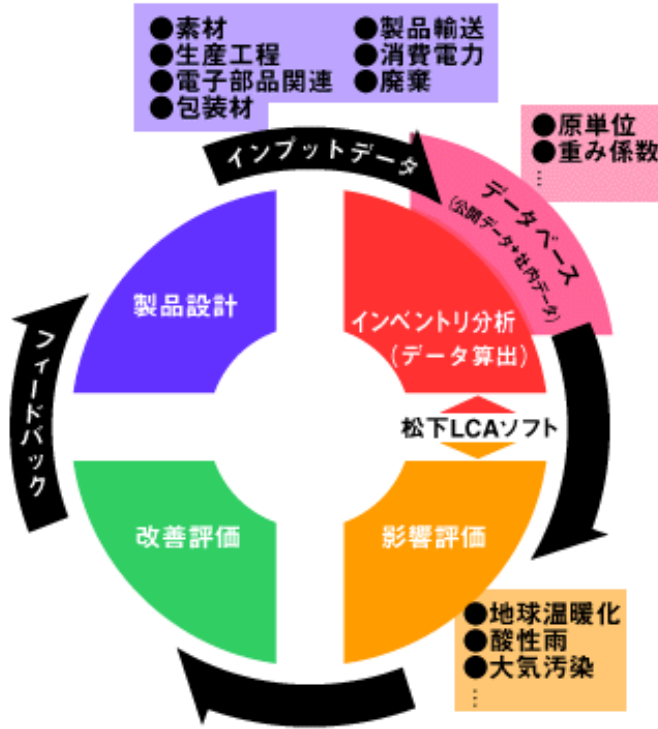 ●素材
●生産工程
●電子部品関連
●包装材
●製品輸送
●消費電力
●廃棄
●原単位
●重み係数
…
インプットデータ
データベース
(公開データ+社内データ)
製品設計
インベントリ分析
(データ算出)
フィードバック
松下LCAソフト
改善評価
影響評価
●地球温暖化
●酸性雨
●大気汚染
…